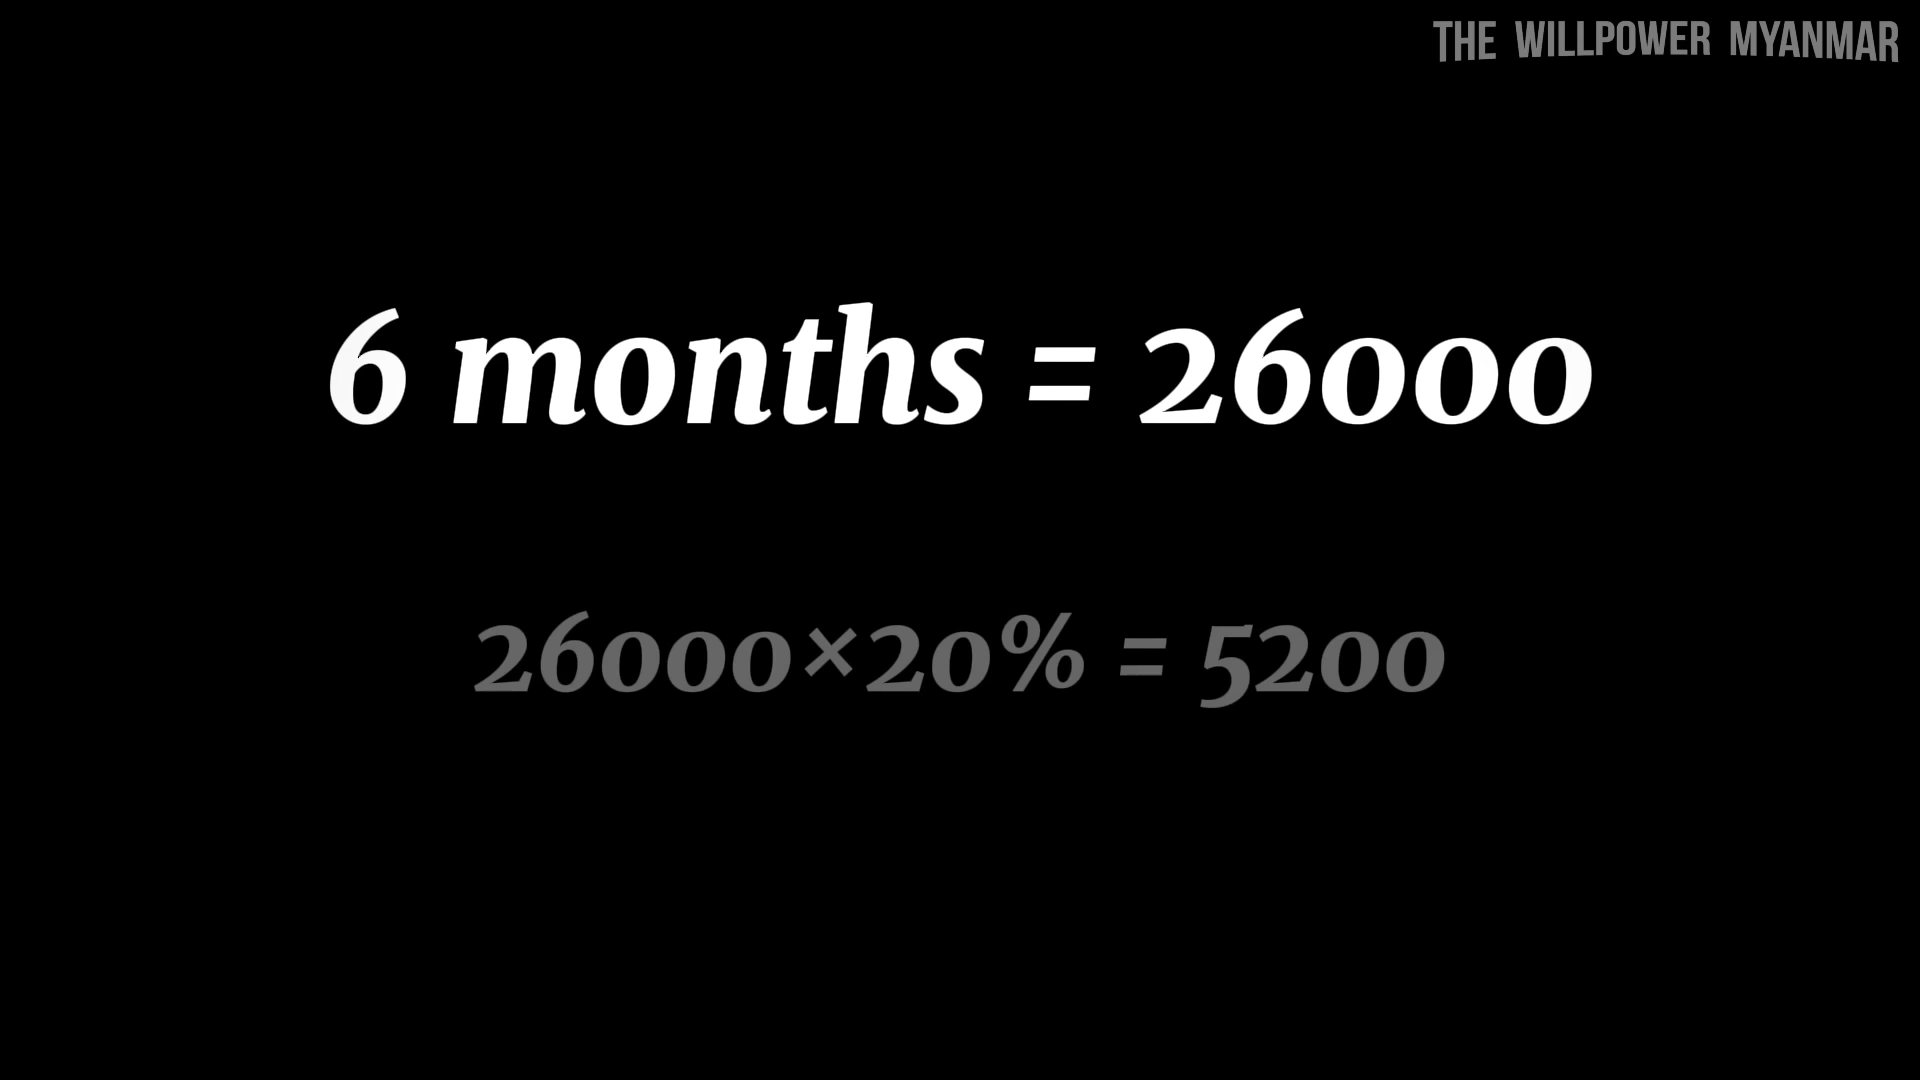 THE WILLPOWER MYANMAR
6 months = 26000
26000×20% = 5200